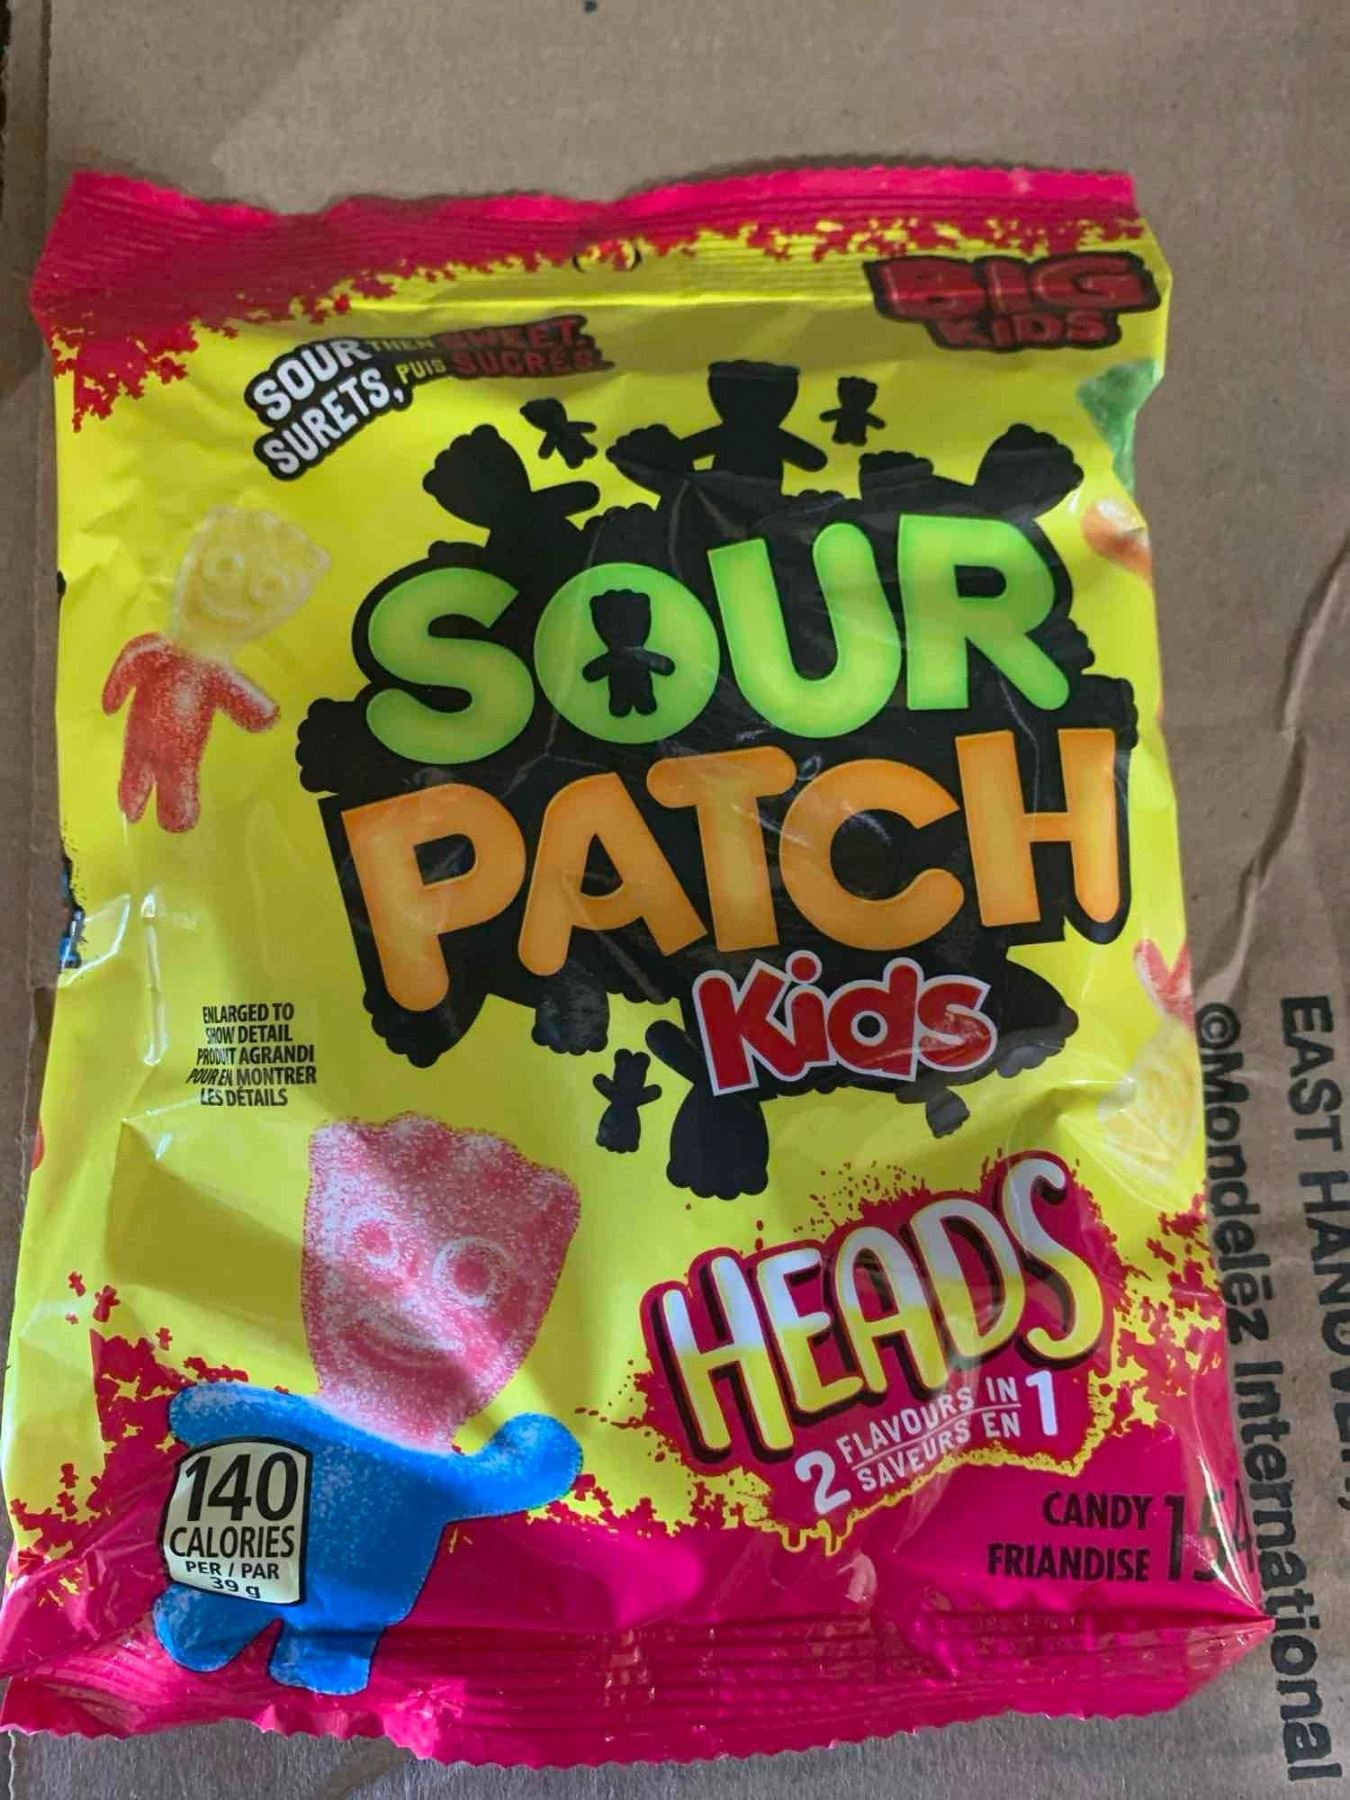 BIG
KIDS
SOUR THEN SWEET.
SURETS, PUIS SUCRÉS.
SOUR
PATCH
Kids
ENLARGED TO
SHOW DETAIL
PRODUIT AGRANDI
POUR EN MONTRER
LES DÉTAILS
HEADS
2 FLAVOURS IN 1
SAVEURS EN
140
CALORIES
PER / PAR
39 g
CANDY
FRIANDISE
154
EAST HANOVER,
©Mondelēz International